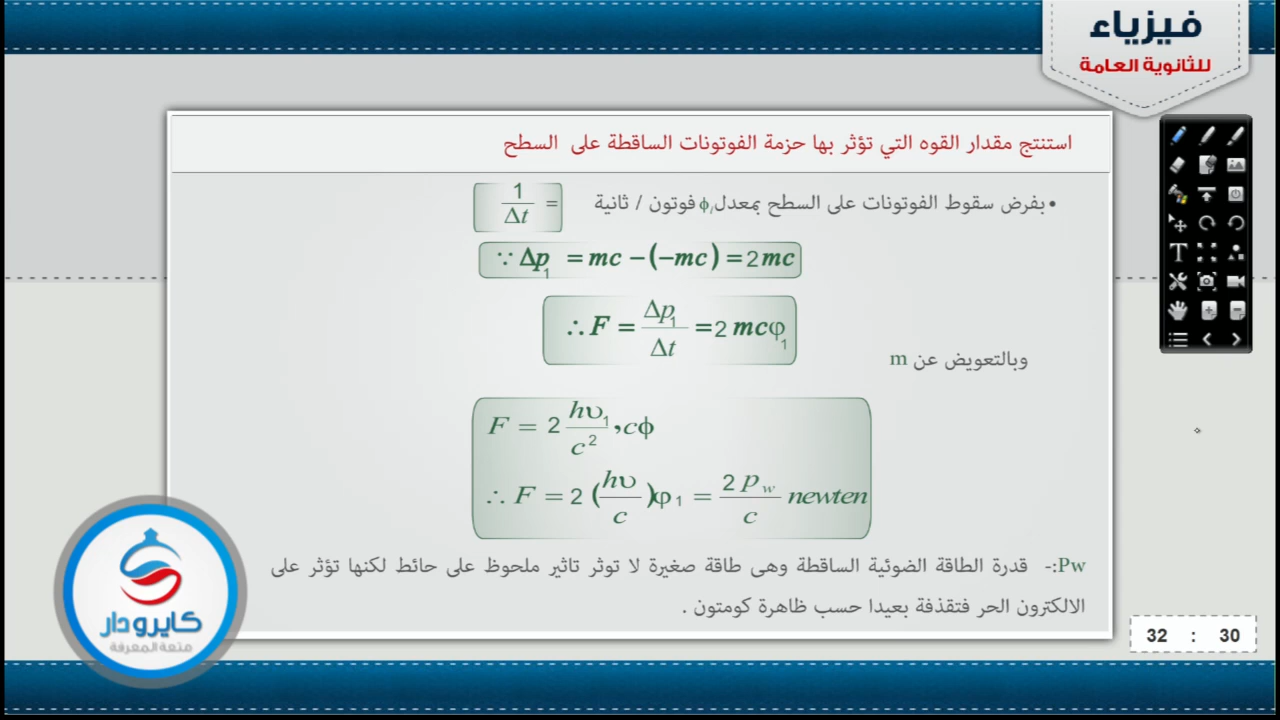 فيزياء
للثانوية العامة
استنتج مقدار القوه التي تؤثر بها حزمة الفوتونات الساقطة على السطح
•بفرض سقوط الفوتونات على السطح بمعدل ϕ/ فوتون / ثانية = 1/Δt
∵ Δp₁ = mc − (−mc) = 2mc
∴ F = Δp₁/Δt = 2 mcφ₁
وبالتعويض عن m
F = 2 hυ₁/c² ,cϕ
∴ F = 2 (hυ/c)φ₁ = 2 p_w/c newten
Pw:- قدرة الطاقة الضوئية الساقطة وهى طاقة صغيرة لا توثر تاثير ملحوظ على حائط لكنها تؤثر على
الالكترون الحر فتقذفة بعيدا حسب ظاهرة كومتون .
كايرودار
متعة المعرفة
32 : 30